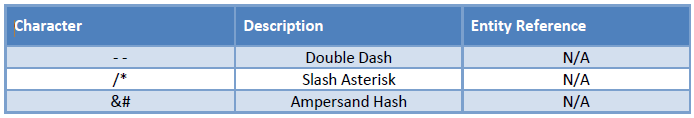 Character Description Entity Reference
- - Double Dash N/A
/* Slash Asterisk N/A
&# Ampersand Hash N/A